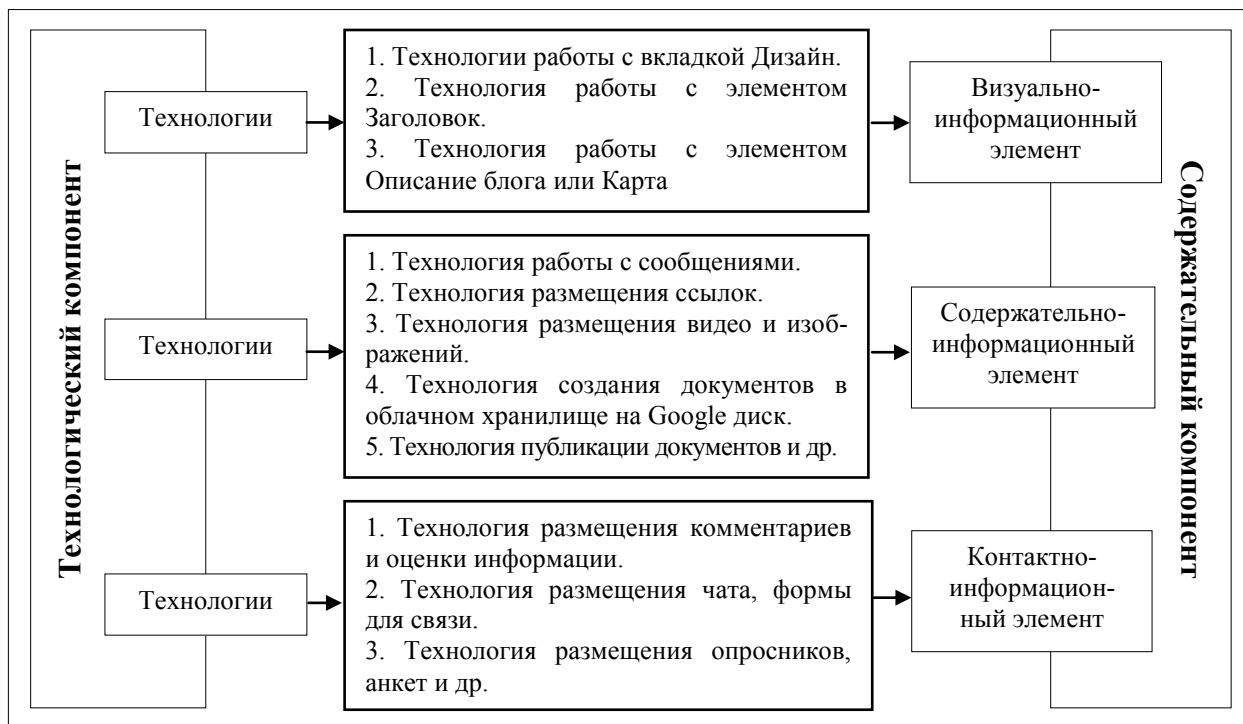 Технологический компонент
Технологии
1. Технологии работы с вкладкой Дизайн.
2. Технология работы с элементом
Заголовок.
3. Технология работы с элементом
Описание блога или Карта
Визуально-
информационный
элемент
Технологии
1. Технология работы с сообщениями.
2. Технология размещения ссылок.
3. Технология размещения видео и изоб-
ражений.
4. Технология создания документов в
облачном хранилище на Google диск.
5. Технология публикации документов и др.
Содержательно-
информационный
элемент
Технологии
1. Технология размещения комментариев
и оценки информации.
2. Технология размещения чата, формы
для связи.
3. Технология размещения опросников,
анкет и др.
Контактно-
информацион-
ный элемент
Содержательный компонент